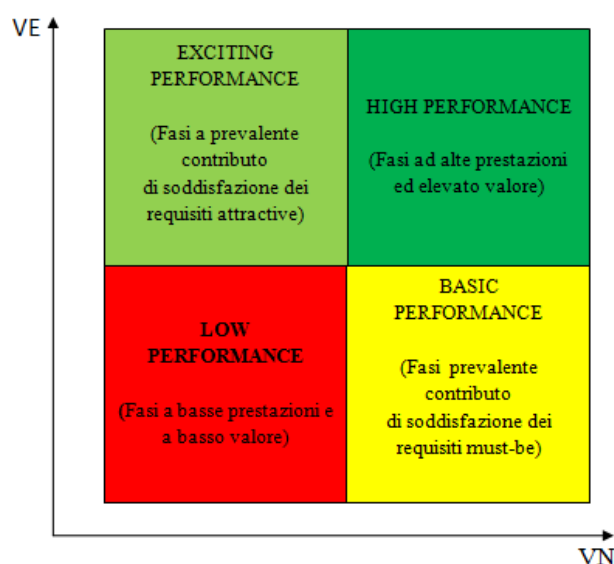 VE
EXCITING
PERFORMANCE
(Fasi a prevalente
contributo
di soddisfazione dei
requisiti attractive)
HIGH PERFORMANCE
(Fasi ad alte prestazioni
ed elevato valore)
LOW
PERFORMANCE
(Fasi a basse prestazioni e
a basso valore)
BASIC
PERFORMANCE
(Fasi prevalente
contributo
di soddisfazione dei
requisiti must-be)
VN